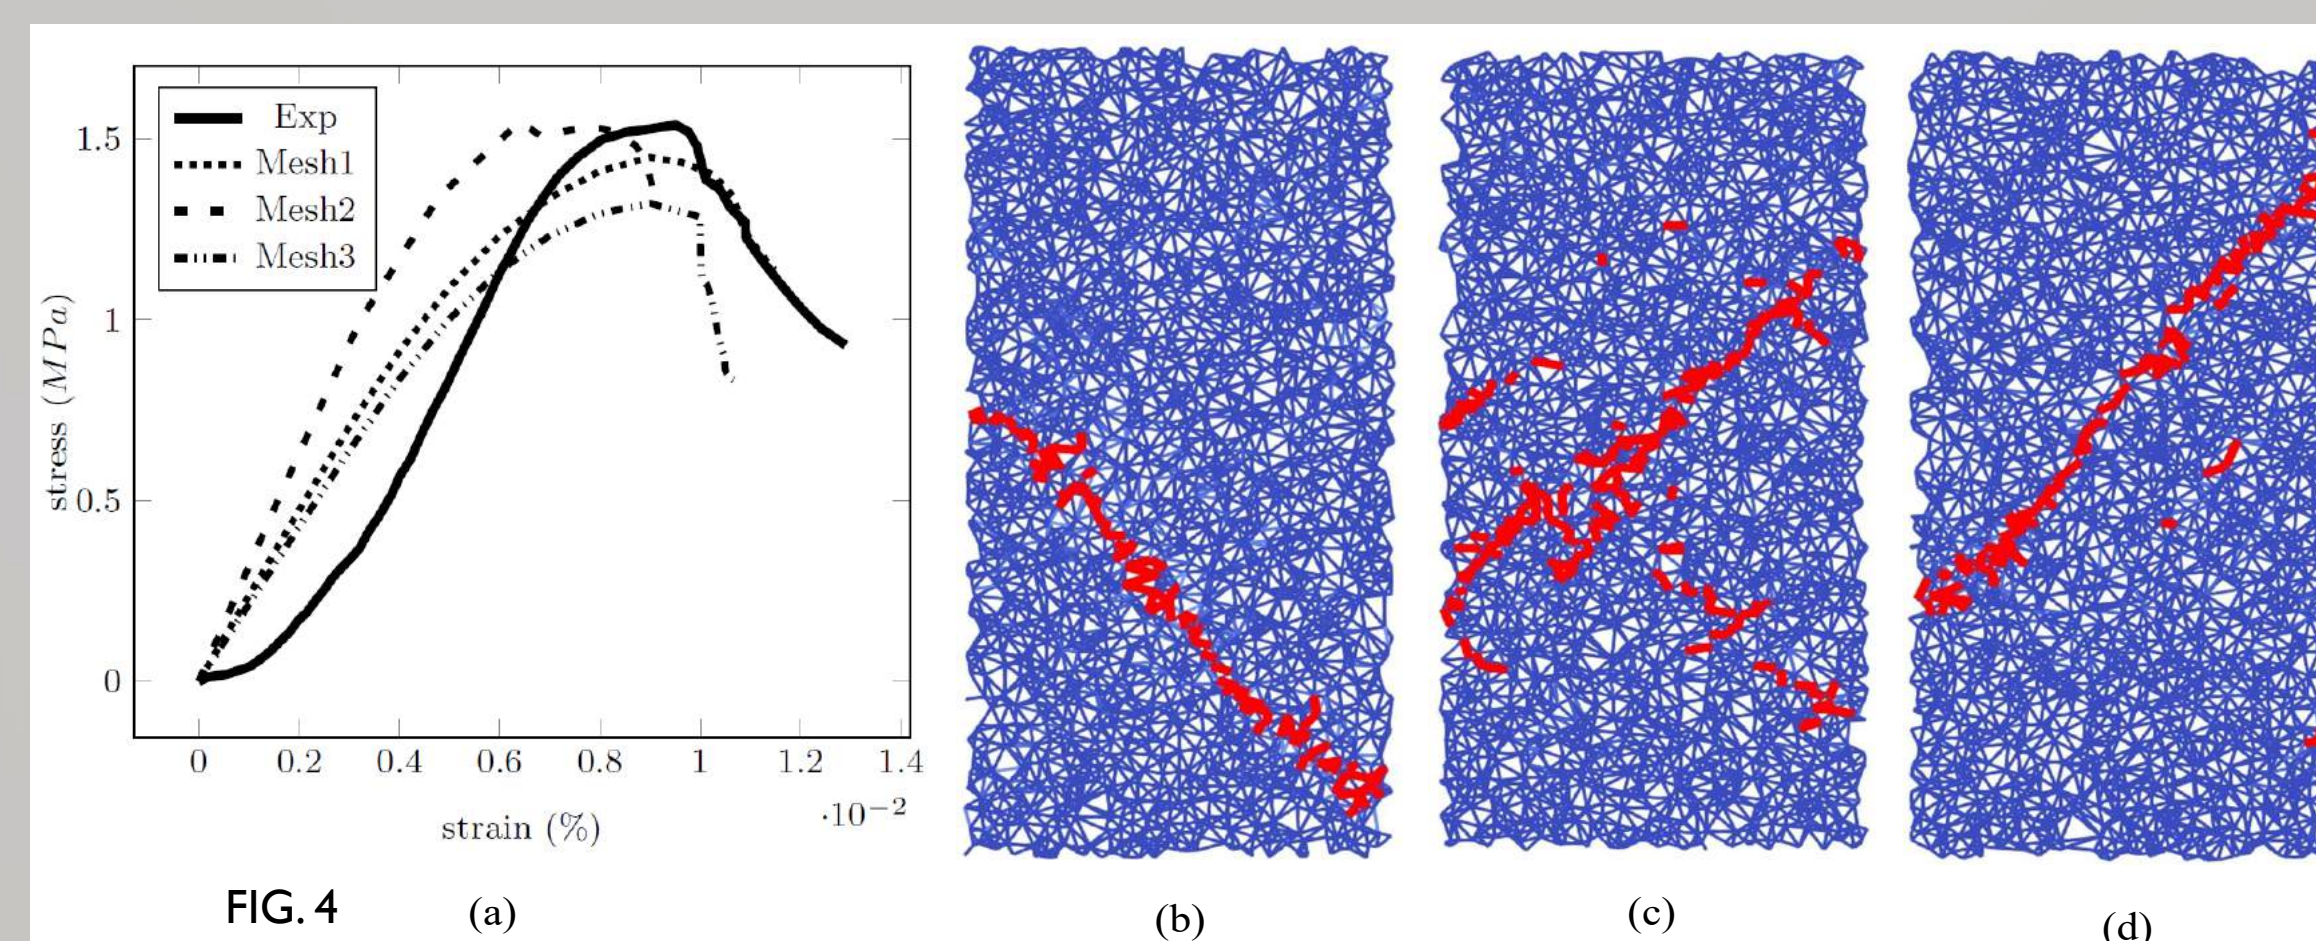 Exp
Mesh1
Mesh2
Mesh3
1.5
1
0.5
0
stress (MPa)
0 0.2 0.4 0.6 0.8 1 1.2 1.4
·10−2
strain (%)
FIG. 4 (a) (b) (c) (d)